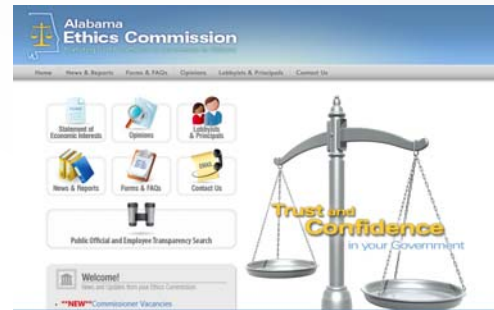 Alabama
Ethics Commission
Home News & Reports Forms & FAQs Opinions Lobbyists & Principals Contact Us
Statement of
Economic Interests
Opinions
Lobbyists
& Principals
News & Reports
Forms & FAQs
Contact Us
Public Official and Employee Transparency Search
Trust and
Confidence
in your Government
Welcome!
News and Updates from your Ethics Commission
**NEW**Commissioner Vacancies